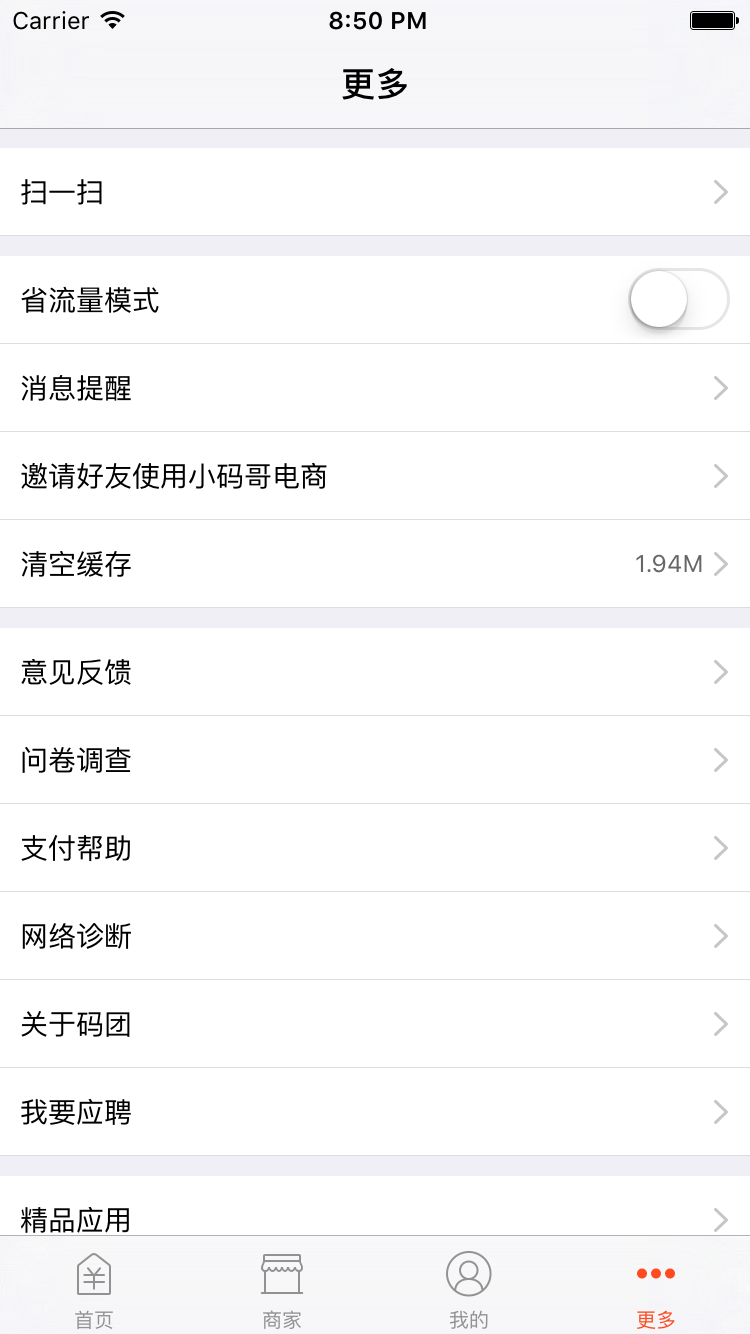 Carrier 8:50 PM
更多
扫一扫
省流量模式
消息提醒
邀请好友使用小码哥电商
清空缓存 1.94M
意见反馈
问卷调查
支付帮助
网络诊断
关于码团
我要应聘
精品应用
首页 商家 我的 更多